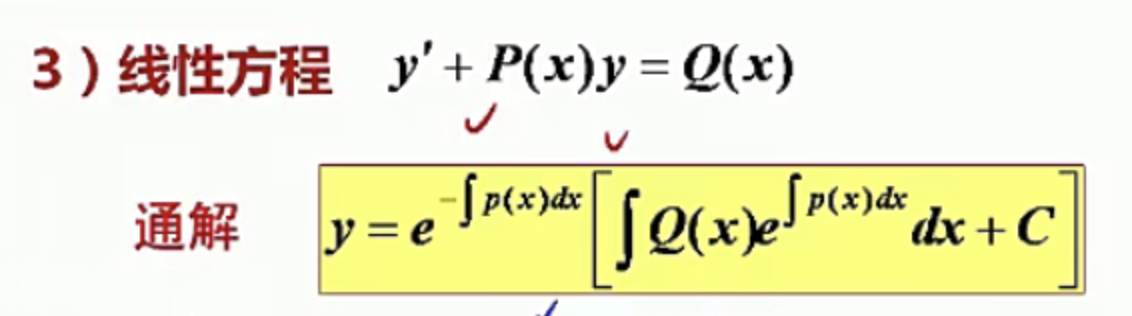 3）线性方程 y' + P(x)y = Q(x)
通解 y = e^{-∫p(x)dx} [∫Q(x)e^{∫p(x)dx} dx + C]